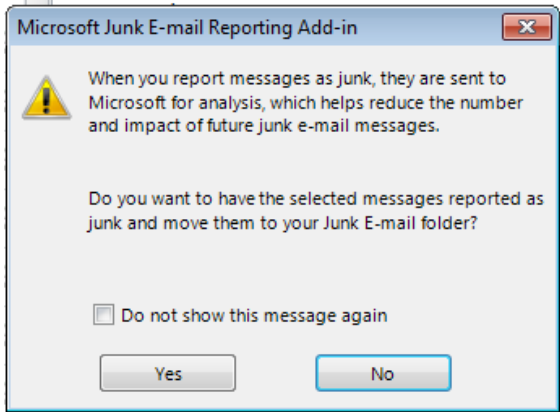 Microsoft Junk E-mail Reporting Add-in
When you report messages as junk, they are sent to
Microsoft for analysis, which helps reduce the number
and impact of future junk e-mail messages.
Do you want to have the selected messages reported as
junk and move them to your Junk E-mail folder?
Do not show this message again
Yes No